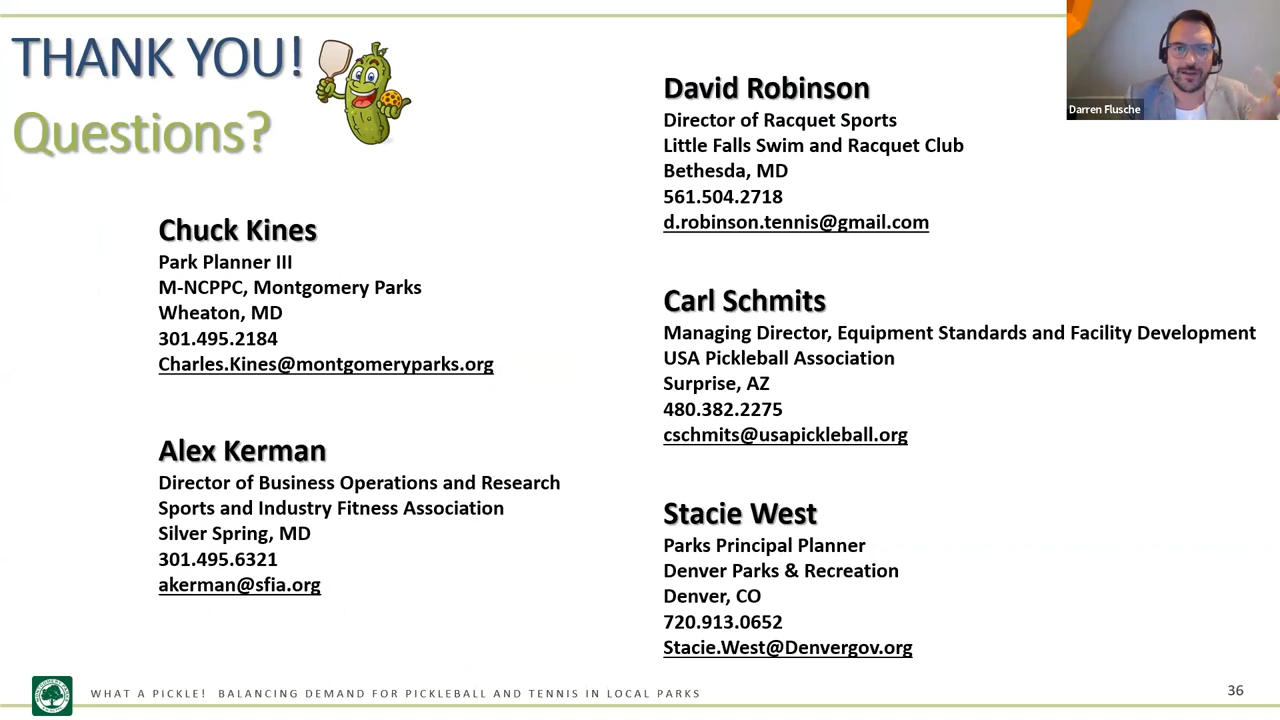 THANK YOU!
Questions?
Chuck Kines
Park Planner III
M-NCPPC, Montgomery Parks
Wheaton, MD
301.495.2184
Charles.Kines@montgomeryparks.org
Alex Kerman
Director of Business Operations and Research
Sports and Industry Fitness Association
Silver Spring, MD
301.495.6321
akerman@sfia.org
David Robinson
Director of Racquet Sports
Little Falls Swim and Racquet Club
Bethesda, MD
561.504.2718
d.robinson.tennis@gmail.com
Carl Schmits
Managing Director, Equipment Standards and Facility Development
USA Pickleball Association
Surprise, AZ
480.382.2275
cschmits@usapickleball.org
Stacie West
Parks Principal Planner
Denver Parks & Recreation
Denver, CO
720.913.0652
Stacie.West@Denvergov.org
Darren Flusche
WHAT A PICKLE! BALANCING DEMAND FOR PICKLEBALL AND TENNIS IN LOCAL PARKS
36